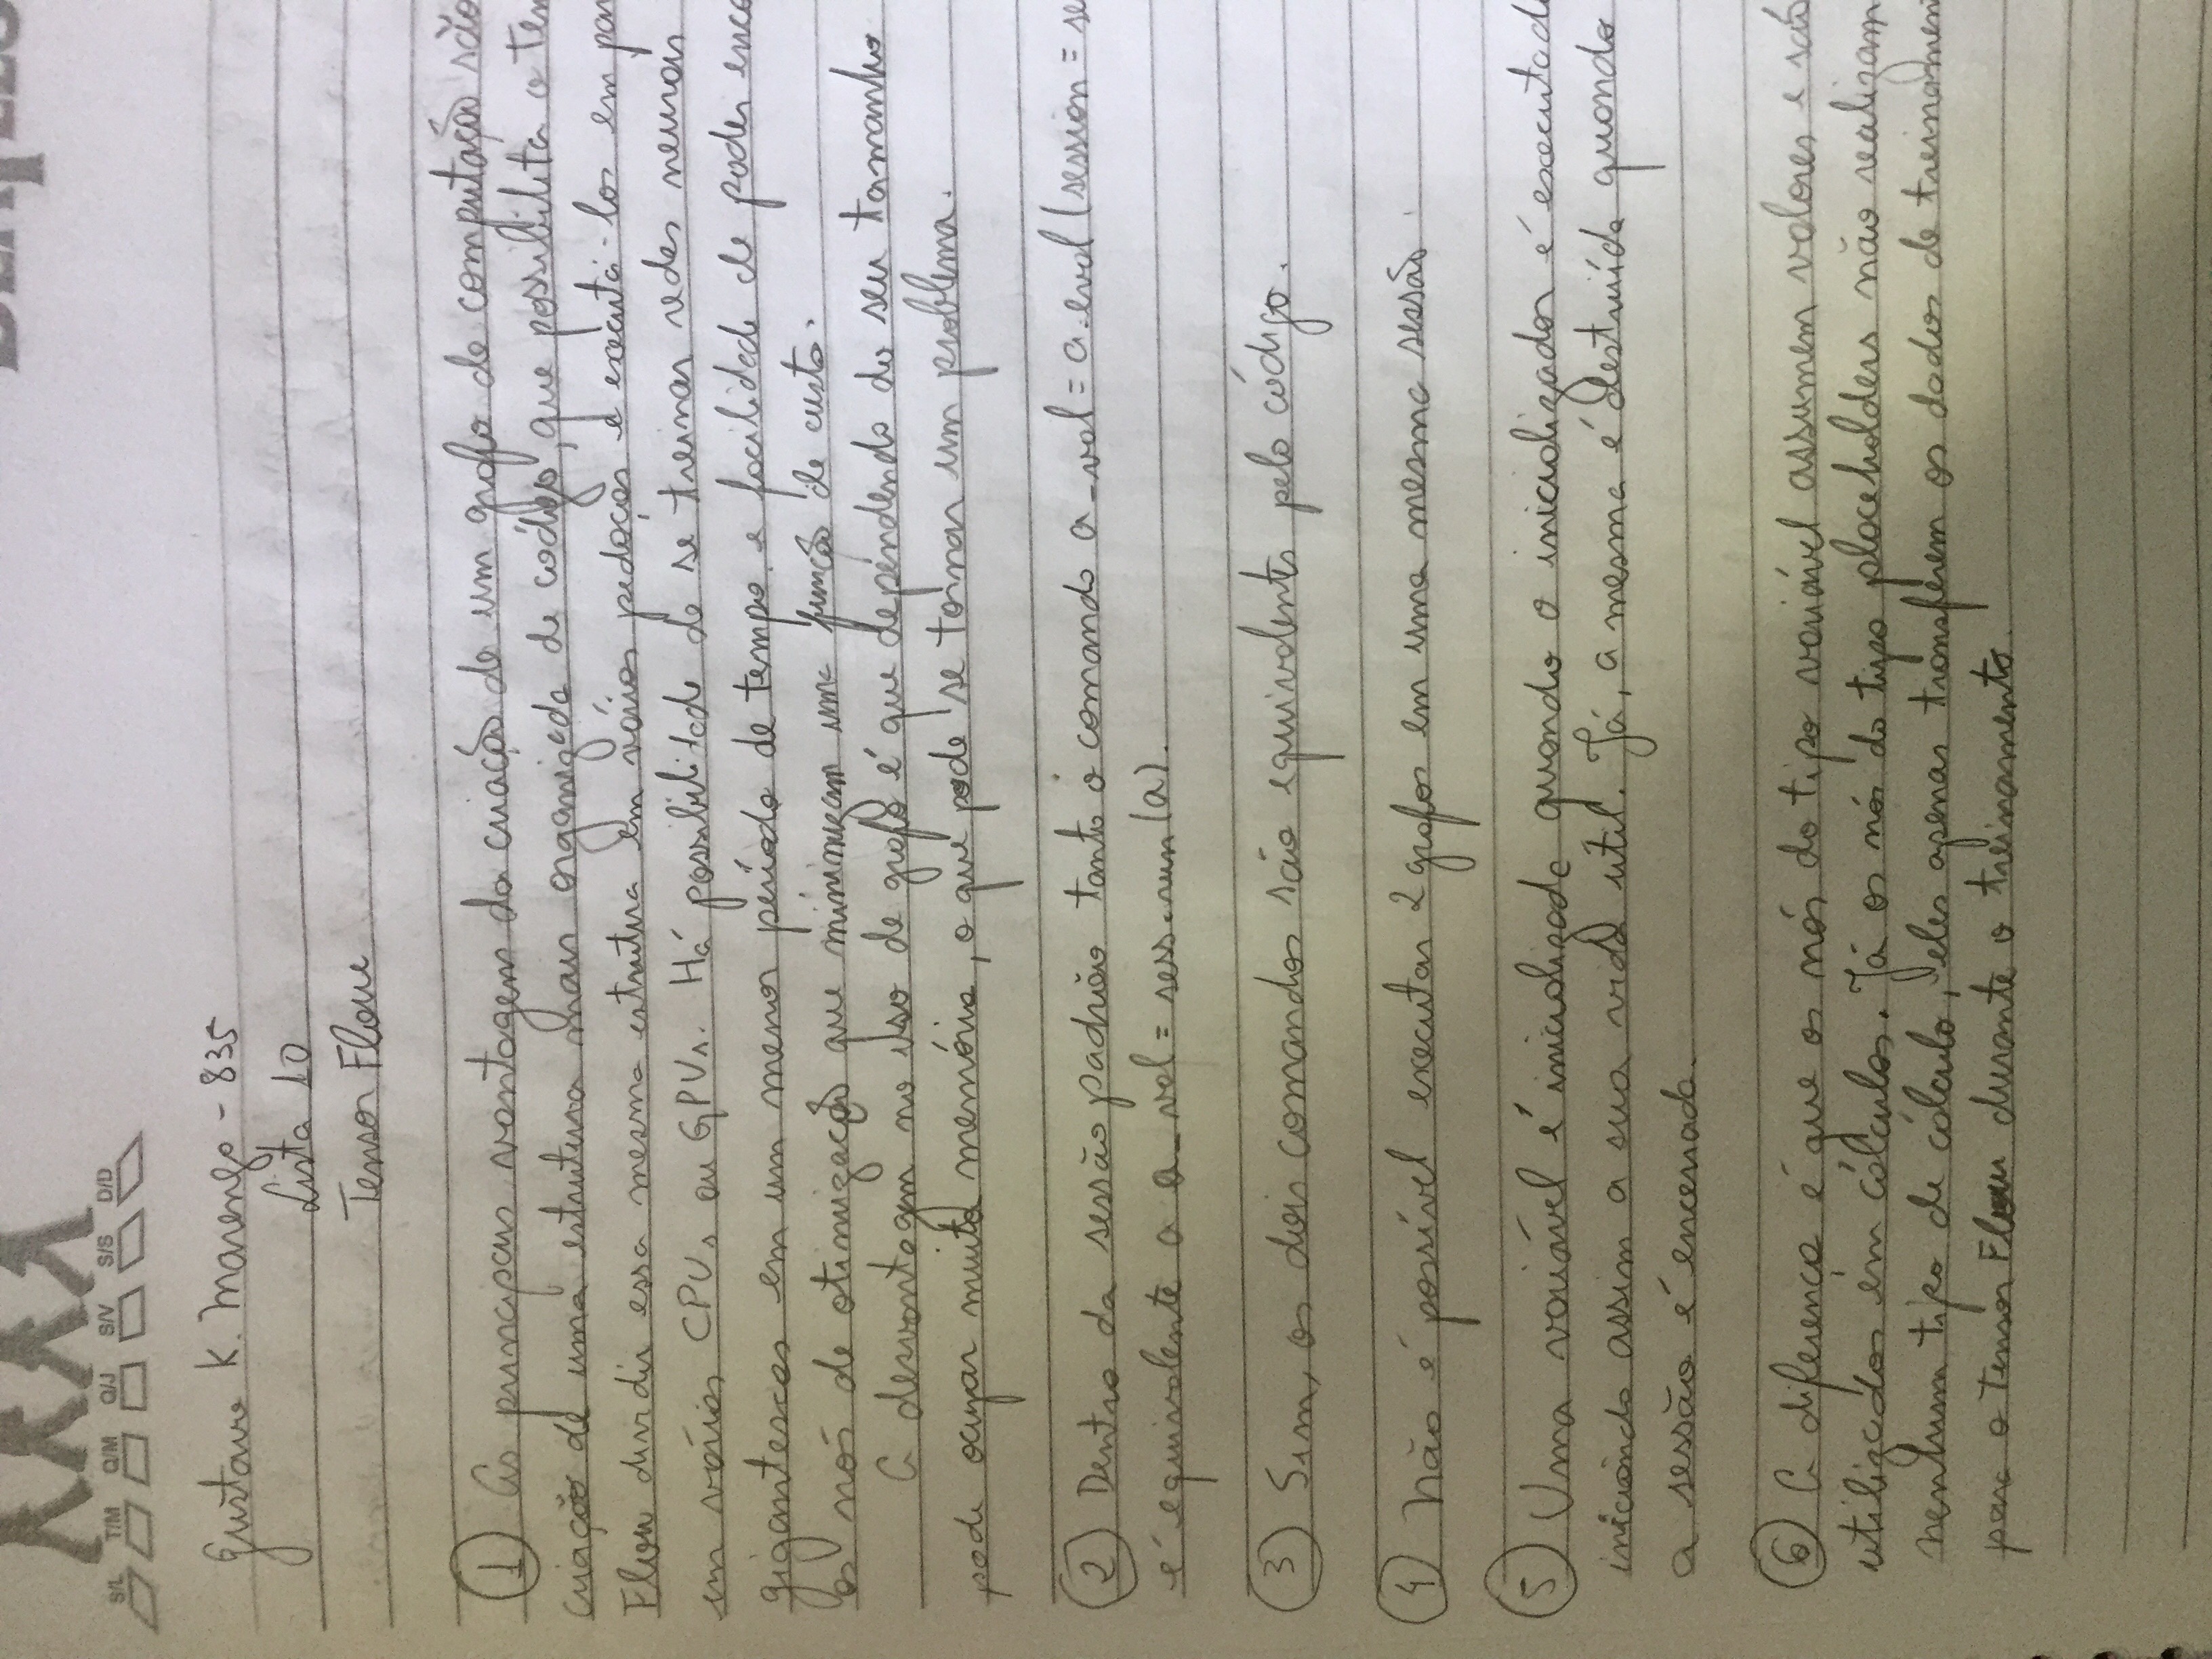 BEATLES
S/L T/M Q/M Q/J S/V S/S D/D
Gustavo K. Marengo - 835
Lista 10
Tensor Flow
① As principais vantagem da criação de um grafo de computação são
criação de uma estrutura mais organizada de código, que possibilita o Ten
Flow dividir essa mesma estrutura em vários pedaços e executá-los em par
em vários CPUs ou GPUs. Há possibilidade de se treinar redes neurais
gigantescas em um menor período de tempo e facilidade de poder enco
os nós de otimização que minimizam uma função de custo.
A desvantagem no uso de grafo é que dependendo do seu tamanho
pode ocupar muita memória, o que pode se tornar um problema.
② Dentro da sessão padrão tanto o comando a_val = a.eval (session = se
é equivalente a a_val = sess.run(a).
③ Sim, os dois comandos são equivalentes pelo código.
④ Não é possível executar 2 grafos em uma mesma sessão.
⑤ Uma variável é inicializada quando o inicializador é executad
iniciando assim a sua vida útil. Já, a mesma é destruída quando
a sessão é encerrada.
⑥ A diferença é que os nós do tipo variável assumem valores e são
utilizados em cálculos. Já os nós do tipo placeholders não realizam
nenhum tipo de cálculo, eles apenas transferem os dados de treinamen
para o Tensor Flow durante o treinamento.